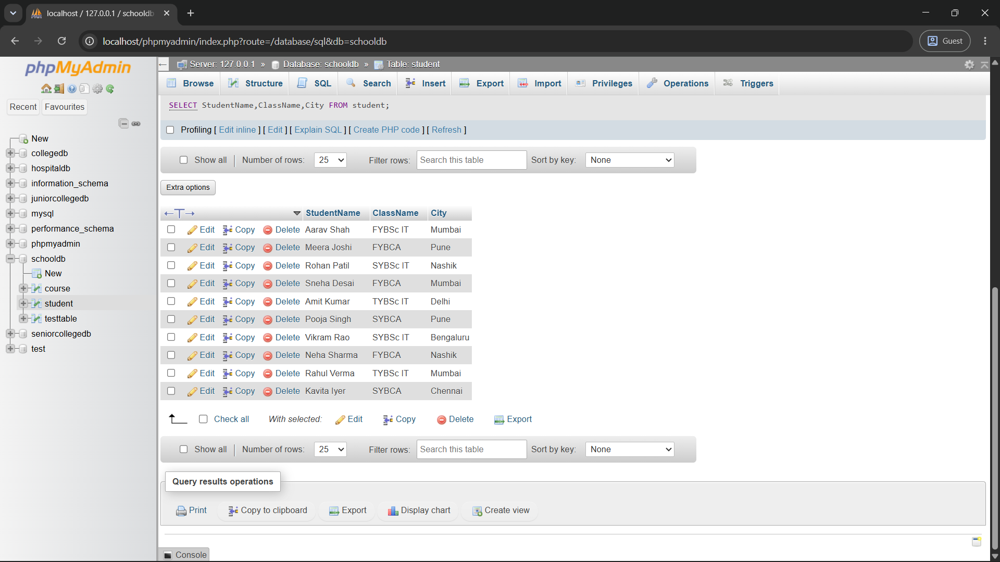 localhost / 127.0.0.1 / schooldb
localhost/phpmyadmin/index.php?route=/database/sql&db=schooldb
Guest
phpMyAdmin
Recent Favourites
New
collegedb
hospitaldb
information_schema
juniorcollegedb
mysql
performance_schema
phpmyadmin
schooldb
New
course
student
testtable
seniorcollegedb
test
Server: 127.0.0.1 » Database: schooldb » Table: student
Browse Structure SQL Search Insert Export Import Privileges Operations Triggers
SELECT StudentName,ClassName,City FROM student;
Profiling [ Edit inline ] [ Edit ] [ Explain SQL ] [ Create PHP code ] [ Refresh ]
Show all Number of rows: 25 Filter rows: Search this table Sort by key: None
Extra options
StudentName ClassName City
Edit Copy Delete Aarav Shah FYBSc IT Mumbai
Edit Copy Delete Meera Joshi FYBCA Pune
Edit Copy Delete Rohan Patil SYBSc IT Nashik
Edit Copy Delete Sneha Desai FYBCA Mumbai
Edit Copy Delete Amit Kumar TYBSc IT Delhi
Edit Copy Delete Pooja Singh SYBCA Pune
Edit Copy Delete Vikram Rao SYBSc IT Bengaluru
Edit Copy Delete Neha Sharma FYBCA Nashik
Edit Copy Delete Rahul Verma TYBSc IT Mumbai
Edit Copy Delete Kavita Iyer SYBCA Chennai
Check all With selected: Edit Copy Delete Export
Show all Number of rows: 25 Filter rows: Search this table Sort by key: None
Query results operations
Print Copy to clipboard Export Display chart Create view
Console